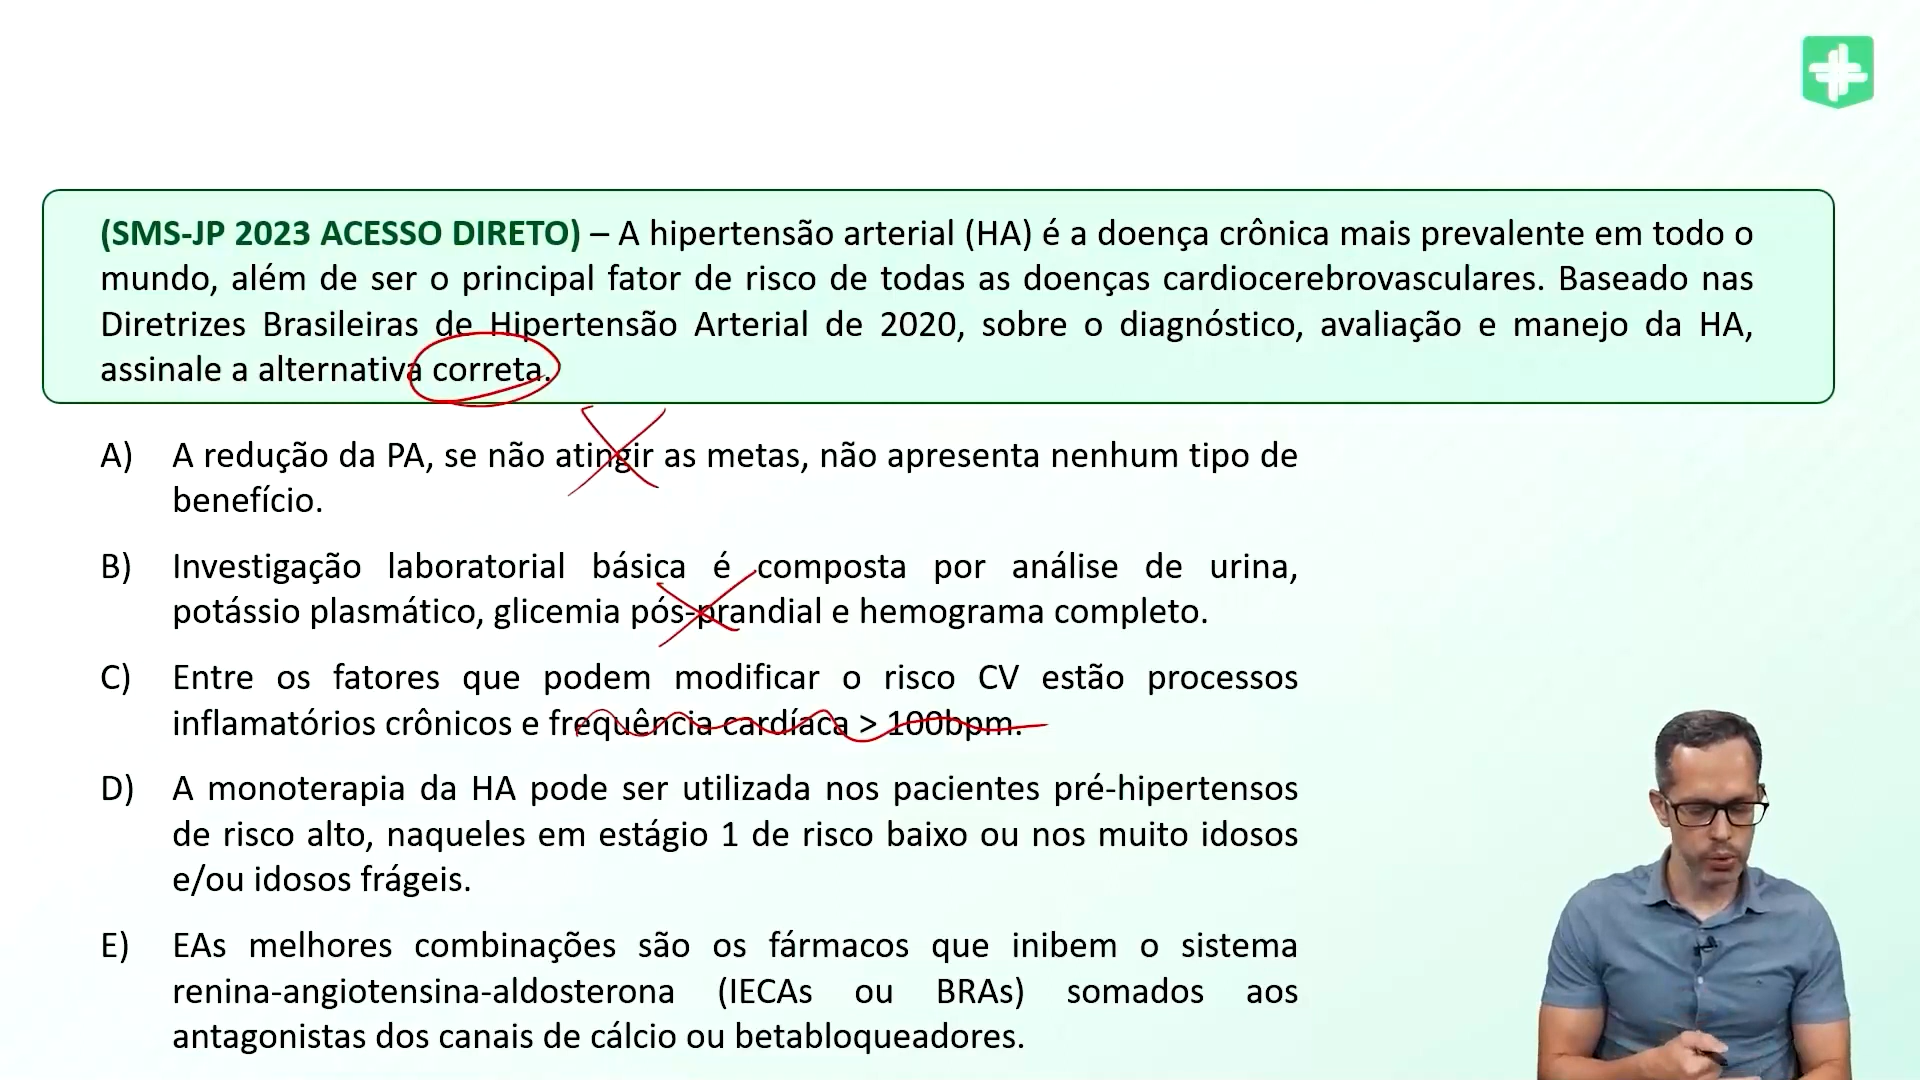 (SMS-JP 2023 ACESSO DIRETO) – A hipertensão arterial (HA) é a doença crônica mais prevalente em todo o
mundo, além de ser o principal fator de risco de todas as doenças cardiocerebrovasculares. Baseado nas
Diretrizes Brasileiras de Hipertensão Arterial de 2020, sobre o diagnóstico, avaliação e manejo da HA,
assinale a alternativa correta.
A) A redução da PA, se não atingir as metas, não apresenta nenhum tipo de
benefício.
B) Investigação laboratorial básica é composta por análise de urina,
potássio plasmático, glicemia pós-prandial e hemograma completo.
C) Entre os fatores que podem modificar o risco CV estão processos
inflamatórios crônicos e frequência cardíaca > 100bpm.
D) A monoterapia da HA pode ser utilizada nos pacientes pré-hipertensos
de risco alto, naqueles em estágio 1 de risco baixo ou nos muito idosos
e/ou idosos frágeis.
E) EAs melhores combinações são os fármacos que inibem o sistema
renina-angiotensina-aldosterona (IECAs ou BRAs) somados aos
antagonistas dos canais de cálcio ou betabloqueadores.